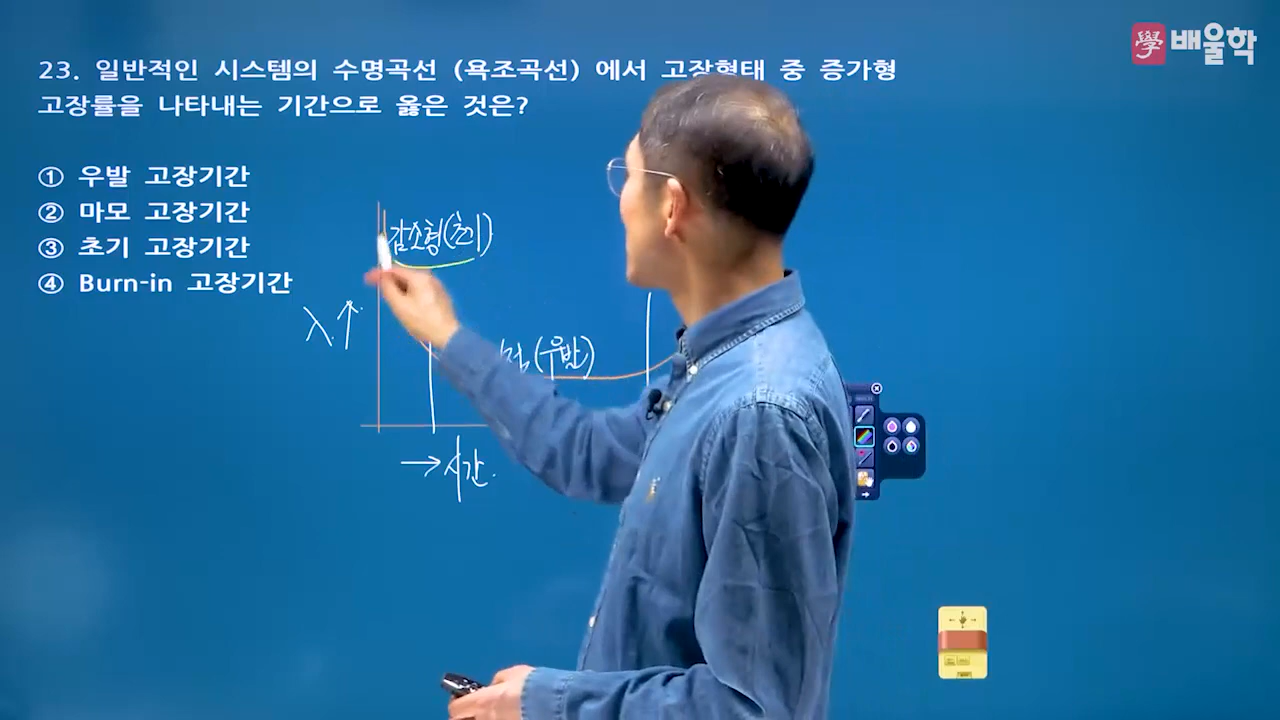 學 배울학
23. 일반적인 시스템의 수명곡선 (욕조곡선) 에서 고장형태 중 증가형
고장률을 나타내는 기간으로 옳은 것은?
① 우발 고장기간
② 마모 고장기간
③ 초기 고장기간
④ Burn-in 고장기간
감소형(초기)
λ ↑
(우발)
→ 시간.